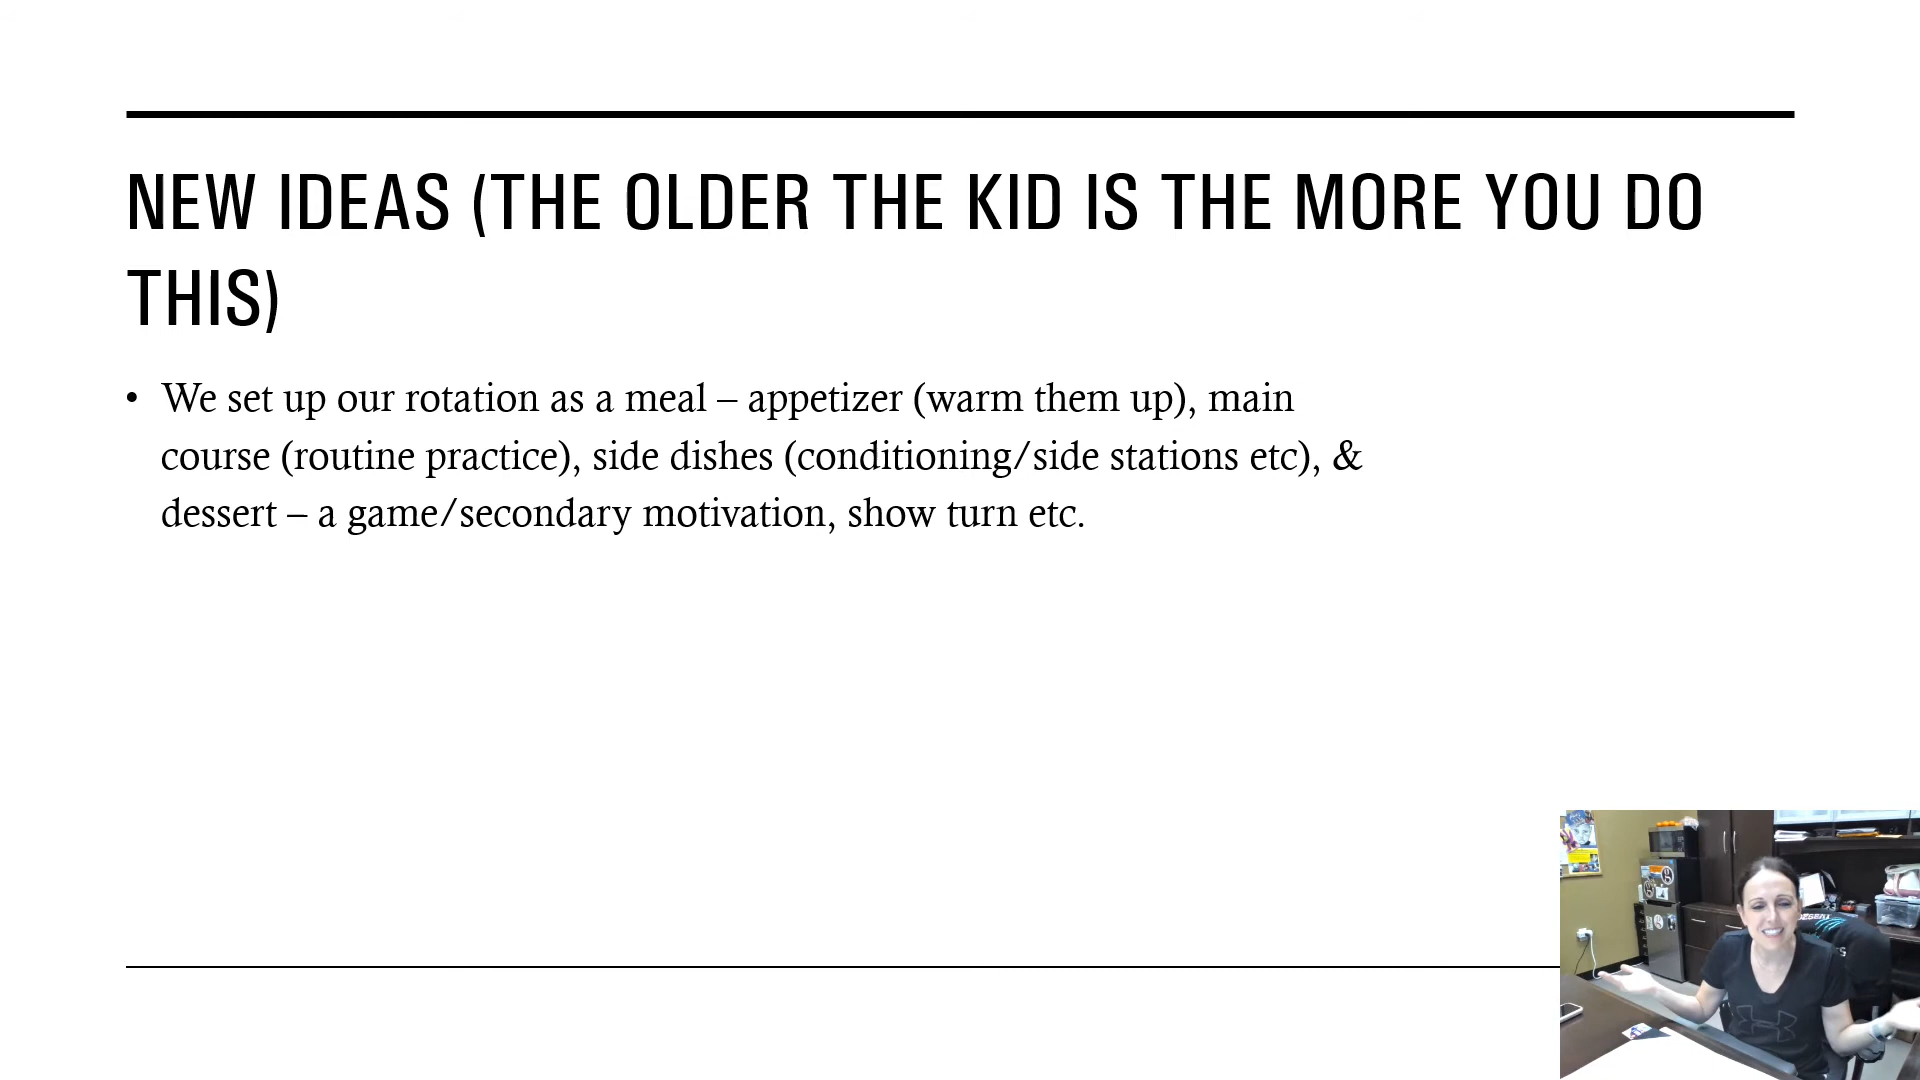 NEW IDEAS (THE OLDER THE KID IS THE MORE YOU DO
THIS)
• We set up our rotation as a meal – appetizer (warm them up), main
course (routine practice), side dishes (conditioning/side stations etc), &
dessert – a game/secondary motivation, show turn etc.